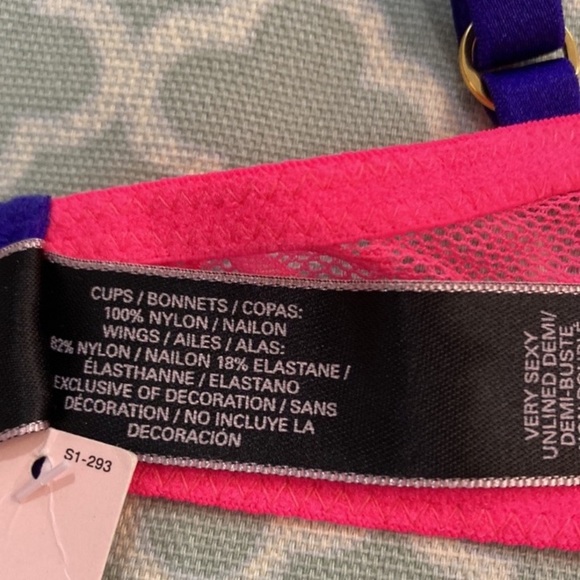 CUPS / BONNETS / COPAS:
100% NYLON / NAILON
WINGS / AILES / ALAS:
82% NYLON / NAILON 18% ELASTANE /
ÉLASTHANNE / ELASTANO
EXCLUSIVE OF DECORATION / SANS
DÉCORATION / NO INCLUYE LA
DECORACIÓN
VERY SEXY
UNLINED DEMI/
DEMI-BUSTE
S1-293